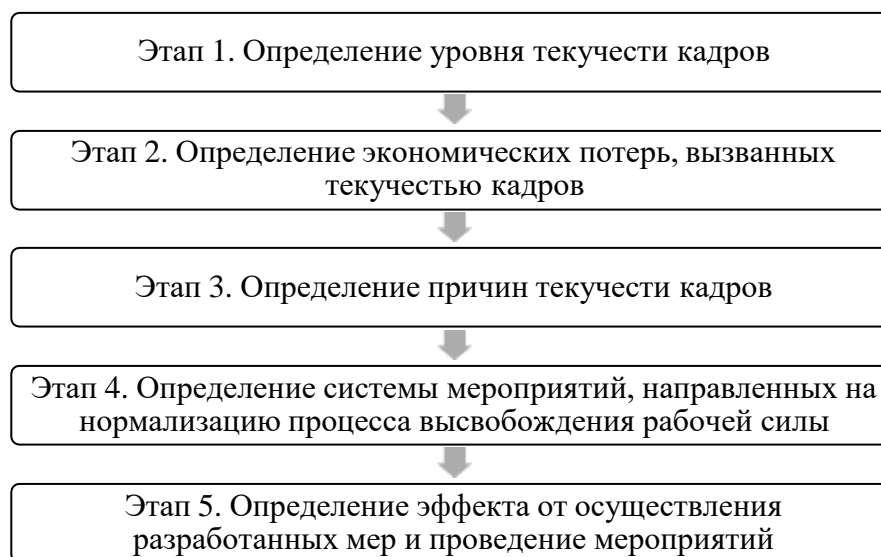 Этап 1. Определение уровня текучести кадров
Этап 2. Определение экономических потерь, вызванных
текучестью кадров
Этап 3. Определение причин текучести кадров
Этап 4. Определение системы мероприятий, направленных на
нормализацию процесса высвобождения рабочей силы
Этап 5. Определение эффекта от осуществления
разработанных мер и проведение мероприятий